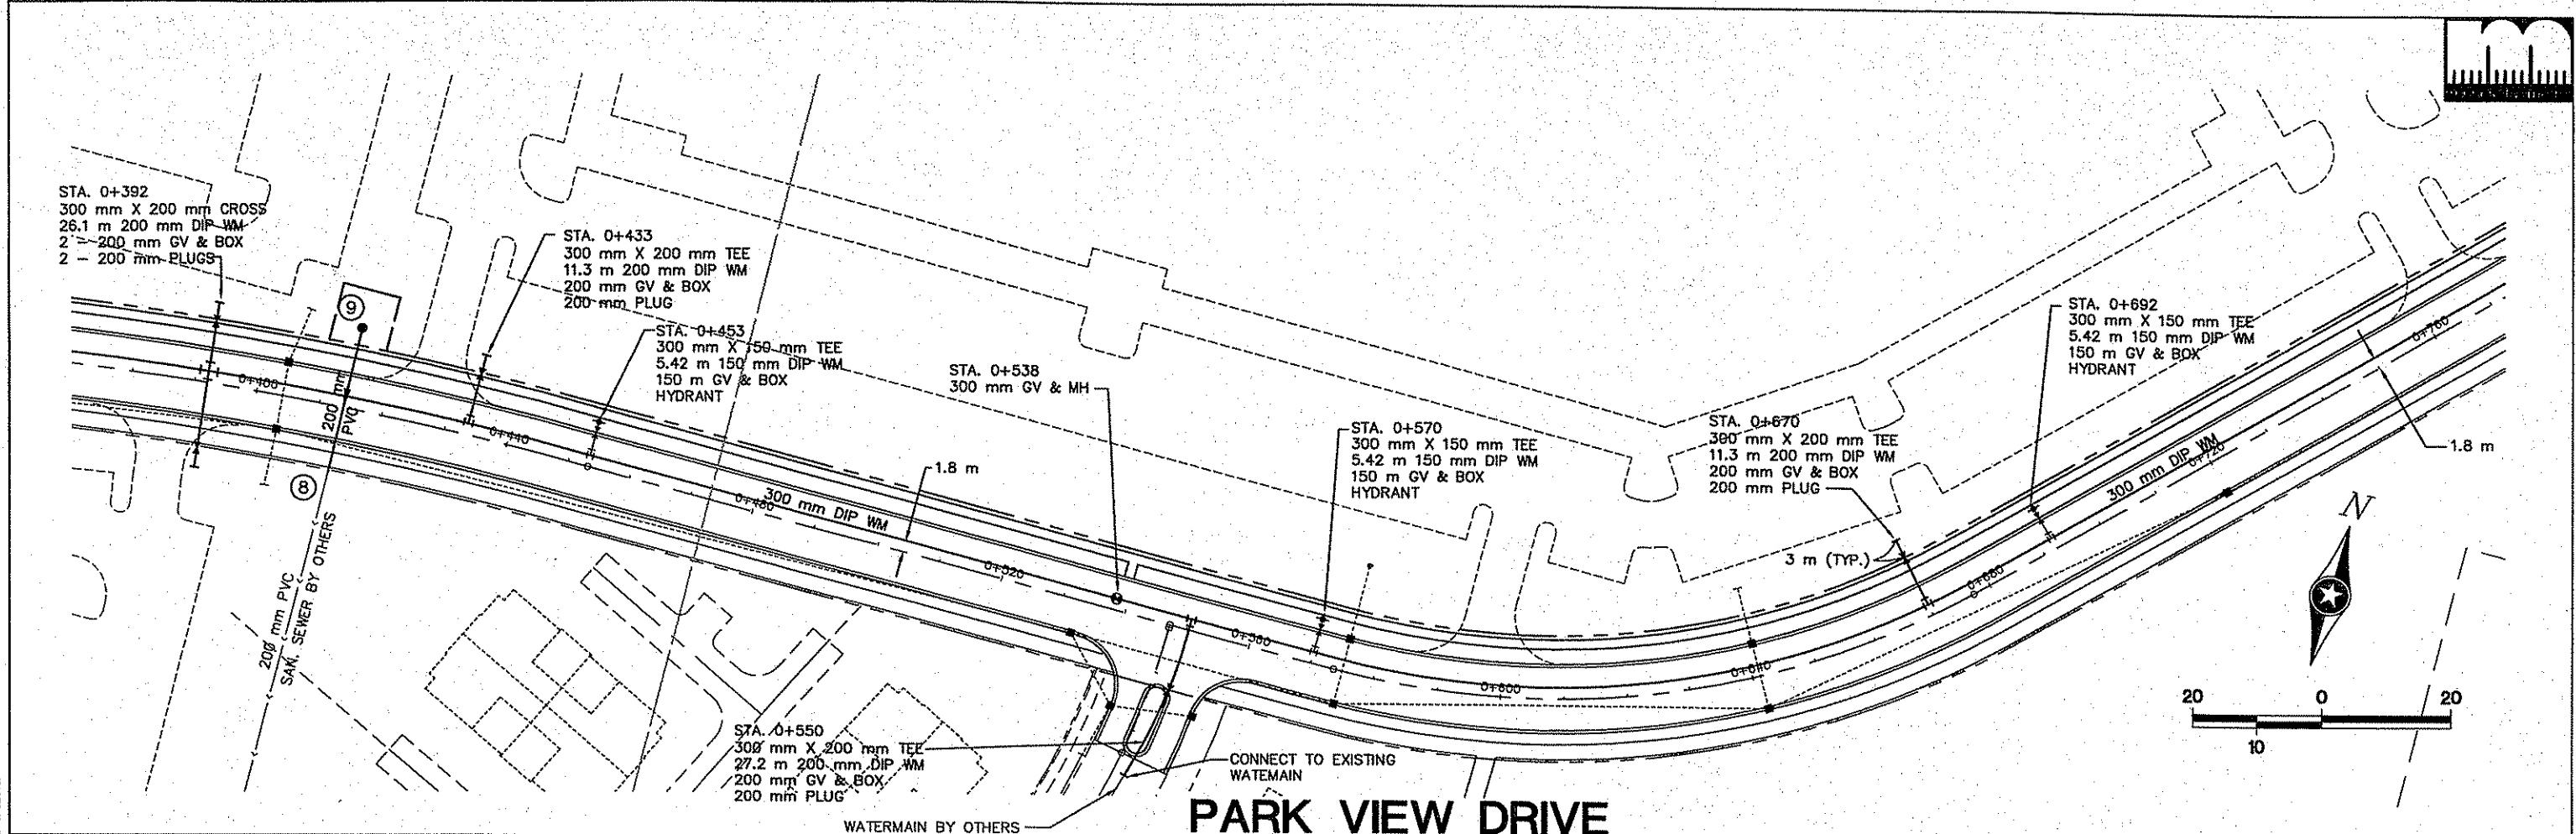 STA. 0+392
300 mm X 200 mm CROSS
26.1 m 200 mm DIP WM
2 - 200 mm GV & BOX
2 - 200 mm PLUGS
STA. 0+433
300 mm X 200 mm TEE
11.3 m 200 mm DIP WM
200 mm GV & BOX
200 mm PLUG
STA. 0+453
300 mm X 150 mm TEE
5.42 m 150 mm DIP WM
150 m GV & BOX
HYDRANT
STA. 0+538
300 mm GV & MH
STA. 0+570
300 mm X 150 mm TEE
5.42 m 150 mm DIP WM
150 m GV & BOX
HYDRANT
STA. 0+670
300 mm X 200 mm TEE
11.3 m 200 mm DIP WM
200 mm GV & BOX
200 mm PLUG
STA. 0+692
300 mm X 150 mm TEE
5.42 m 150 mm DIP WM
150 m GV & BOX
HYDRANT
9
8
200 mm
PVC
0+400
0+440
0+480
300 mm DIP WM
1.8 m
0+520
0+560
0+600
0+640
0+680
0+720
0+760
300 mm DIP WM
1.8 m
3 m (TYP.)
200 mm PVC
SAN. SEWER BY OTHERS
STA. 0+550
300 mm X 200 mm TEE
27.2 m 200 mm DIP WM
200 mm GV & BOX
200 mm PLUG
CONNECT TO EXISTING
WATEMAIN
WATERMAIN BY OTHERS
N
20 0 20
10
PARK VIEW DRIVE